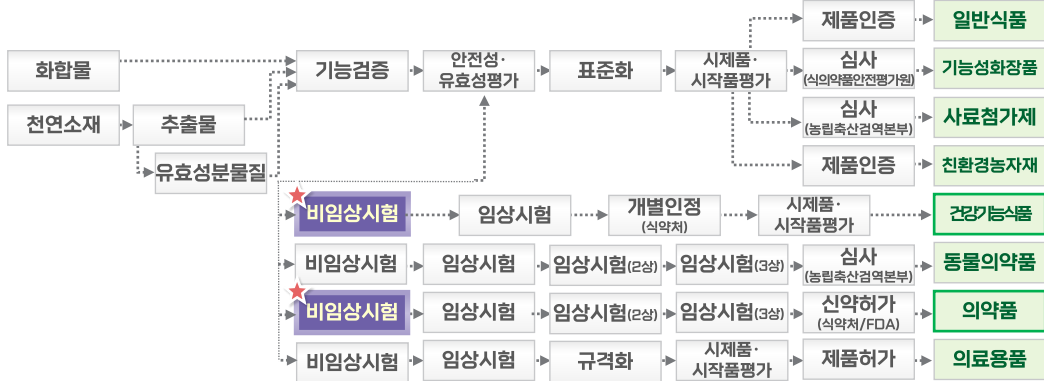 제품인증
일반식품
화합물
기능검증
안전성·
유효성평가
표준화
시제품·
시작품평가
심사
(식의약품안전평가원)
기능성화장품
천연소재
추출물
심사
(농림축산검역본부)
사료첨가제
유효성분물질
제품인증
친환경농자재
비임상시험
임상시험
개별인정
(식약처)
시제품·
시작품평가
건강기능식품
비임상시험
임상시험
임상시험(2상)
임상시험(3상)
심사
(농림축산검역본부)
동물의약품
비임상시험
임상시험
임상시험(2상)
임상시험(3상)
신약허가
(식약처/FDA)
의약품
비임상시험
임상시험
규격화
시제품·
시작품평가
제품허가
의료용품